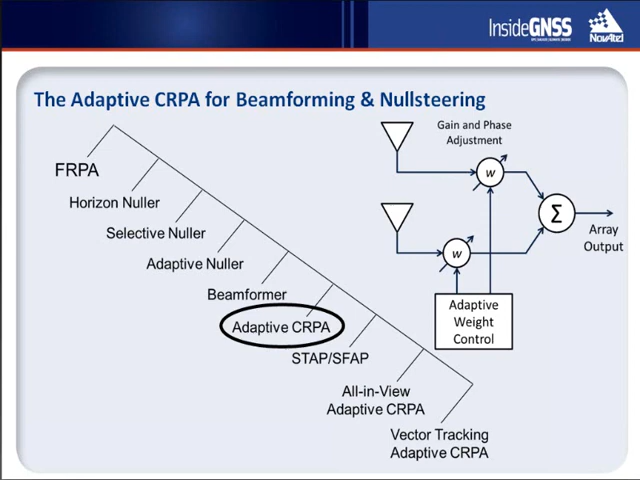 InsideGNSS
NovAtel
The Adaptive CRPA for Beamforming & Nullsteering
Gain and Phase
Adjustment
FRPA
Horizon Nuller
Selective Nuller
Adaptive Nuller
Beamformer
Adaptive CRPA
STAP/SFAP
All-in-View
Adaptive CRPA
Vector Tracking
Adaptive CRPA
w
Σ
Array
Output
w
Adaptive
Weight
Control